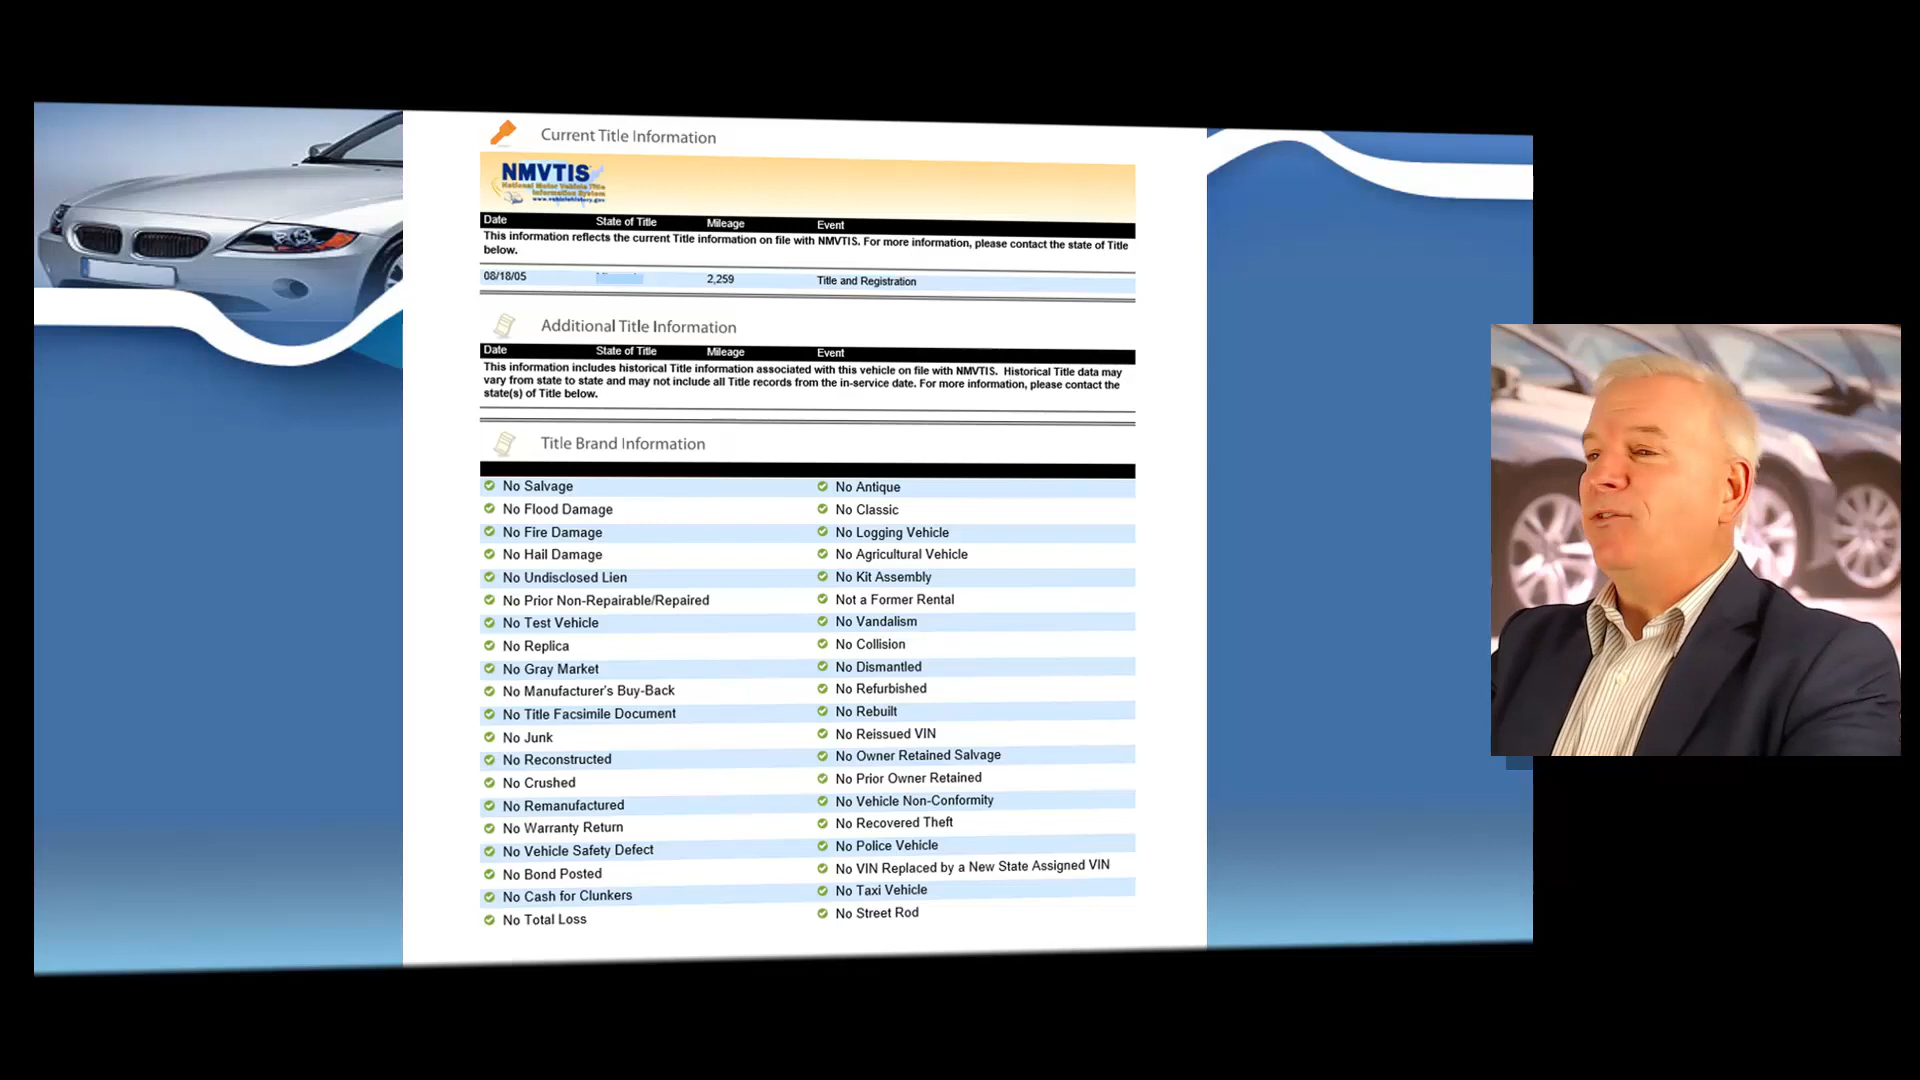 Current Title Information
NMVTIS
National Motor Vehicle Title
Information System
www.vehiclehistory.gov
Date State of Title Mileage Event
This information reflects the current Title information on file with NMVTIS. For more information, please contact the state of Title
below.
08/18/05 2,259 Title and Registration
Additional Title Information
Date State of Title Mileage Event
This information includes historical Title information associated with this vehicle on file with NMVTIS. Historical Title data may
vary from state to state and may not include all Title records from the in-service date. For more information, please contact the
state(s) of Title below.
Title Brand Information
No Salvage No Antique
No Flood Damage No Classic
No Fire Damage No Logging Vehicle
No Hail Damage No Agricultural Vehicle
No Undisclosed Lien No Kit Assembly
No Prior Non-Repairable/Repaired Not a Former Rental
No Test Vehicle No Vandalism
No Replica No Collision
No Gray Market No Dismantled
No Manufacturer's Buy-Back No Refurbished
No Title Facsimile Document No Rebuilt
No Junk No Reissued VIN
No Reconstructed No Owner Retained Salvage
No Crushed No Prior Owner Retained
No Remanufactured No Vehicle Non-Conformity
No Warranty Return No Recovered Theft
No Vehicle Safety Defect No Police Vehicle
No Bond Posted No VIN Replaced by a New State Assigned VIN
No Cash for Clunkers No Taxi Vehicle
No Total Loss No Street Rod